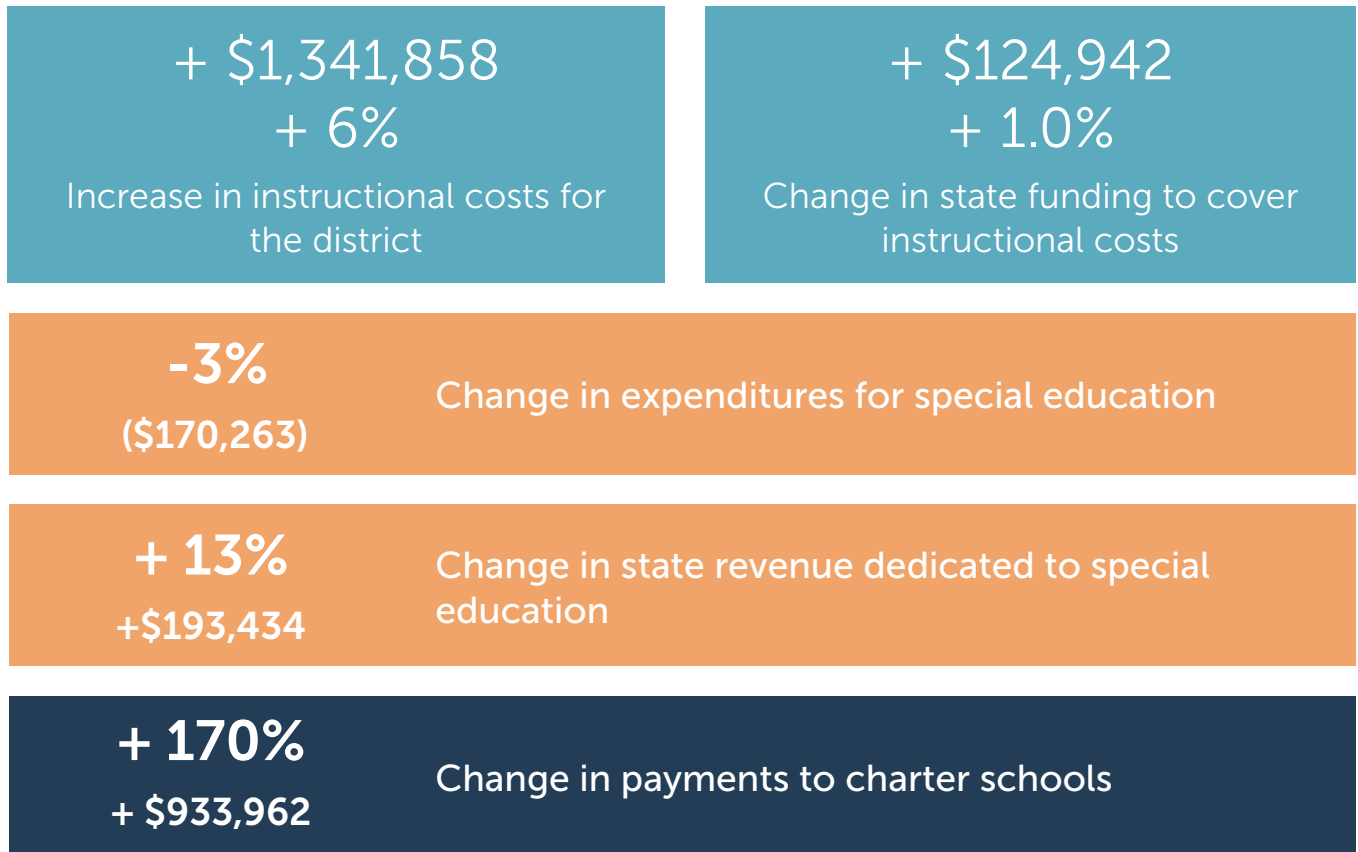 + $1,341,858
+ 6%
Increase in instructional costs for
the district
+ $124,942
+ 1.0%
Change in state funding to cover
instructional costs
-3%
($170,263)
Change in expenditures for special education
+ 13%
+$193,434
Change in state revenue dedicated to special
education
+ 170%
+ $933,962
Change in payments to charter schools